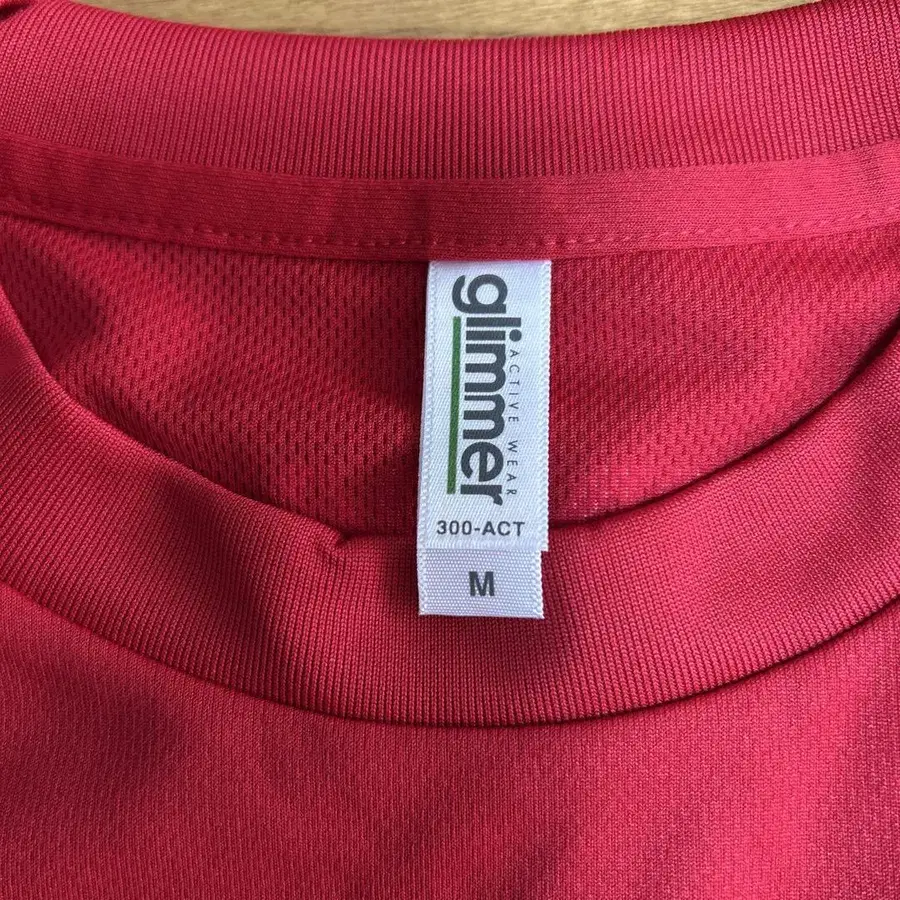 glimmer
ACTIVE WEAR
300-ACT
M